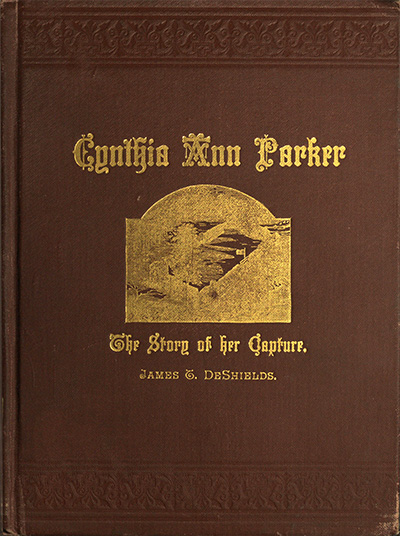 Cynthia Ann Parker
The Story of her Capture.
JAMES T. DESHIELDS.